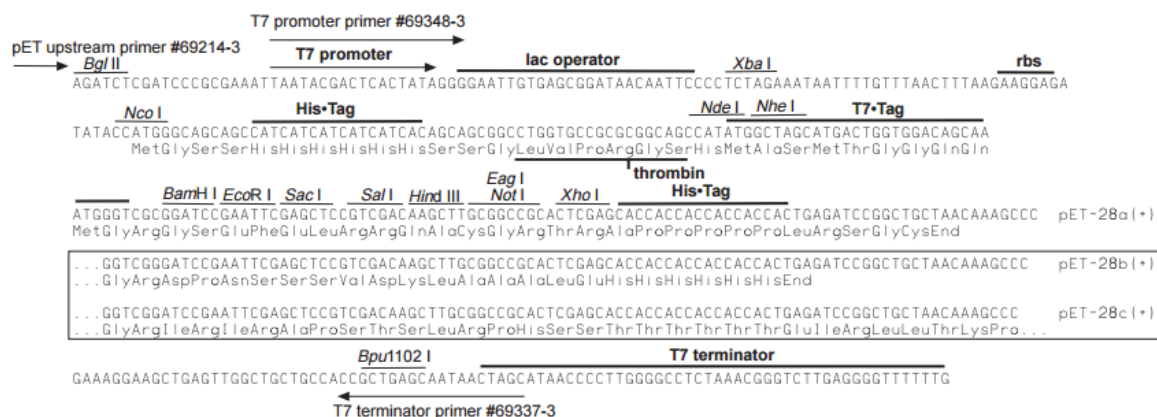 T7 promoter primer #69348-3
pET upstream primer #69214-3
Bgl II
T7 promoter
lac operator
Xba I
rbs
AGATCTCGATCCCGCGAAATTAATACGACTCACTATAGGGGAATTGTGAGCGGATAACAATTCCCCTCTAGAAATAATTTTGTTTAACTTTAAGAAGGAGA
Nco I
His•Tag
Nde I
Nhe I
T7•Tag
TATACCATGGGCAGCAGCCATCATCATCATCATCACAGCAGCGGCCTGGTGCCGCGCGGCAGCCATATGGCTAGCATGACTGGTGGACAGCAA
MetGlySerSerHisHisHisHisHisHisSerSerGlyLeuValProArgGlySerHisMetAlaSerMetThrGlyGlyGlnGln
thrombin
BamH I
EcoR I
Sac I
Sal I
Hind III
Eag I
Not I
Xho I
His•Tag
ATGGGTCGCGGATCCGAATTCGAGCTCCGTCGACAAGCTTGCGGCCGCACTCGAGCACCACCACCACCACCACTGAGATCCGGCTGCTAACAAAGCCC pET-28a(+)
MetGlyArgGlySerGluPheGluLeuArgArgGlnAlaCysGlyArgThrArgAlaProProProProProLeuArgSerGlyCysEnd
...GGTCGGGATCCGAATTCGAGCTCCGTCGACAAGCTTGCGGCCGCACTCGAGCACCACCACCACCACCACTGAGATCCGGCTGCTAACAAAGCCC pET-28b(+)
...GlyArgAspProAsnSerSerSerValAspLysLeuAlaAlaAlaLeuGluHisHisHisHisHisHisEnd
...GGTCGGATCCGAATTCGAGCTCCGTCGACAAGCTTGCGGCCGCACTCGAGCACCACCACCACCACCACTGAGATCCGGCTGCTAACAAAGCCC pET-28c(+)
...GlyArgIleArgIleArgAlaProSerThrSerLeuArgProHisSerSerThrThrThrThrThrThrGluIleArgLeuLeuThrLysPro...
Bpu1102 I
T7 terminator
GAAAGGAAGCTGAGTTGGCTGCTGCCACCGCTGAGCAATAACTAGCATAACCCCTTGGGGCCTCTAAACGGGTCTTGAGGGGTTTTTTG
T7 terminator primer #69337-3